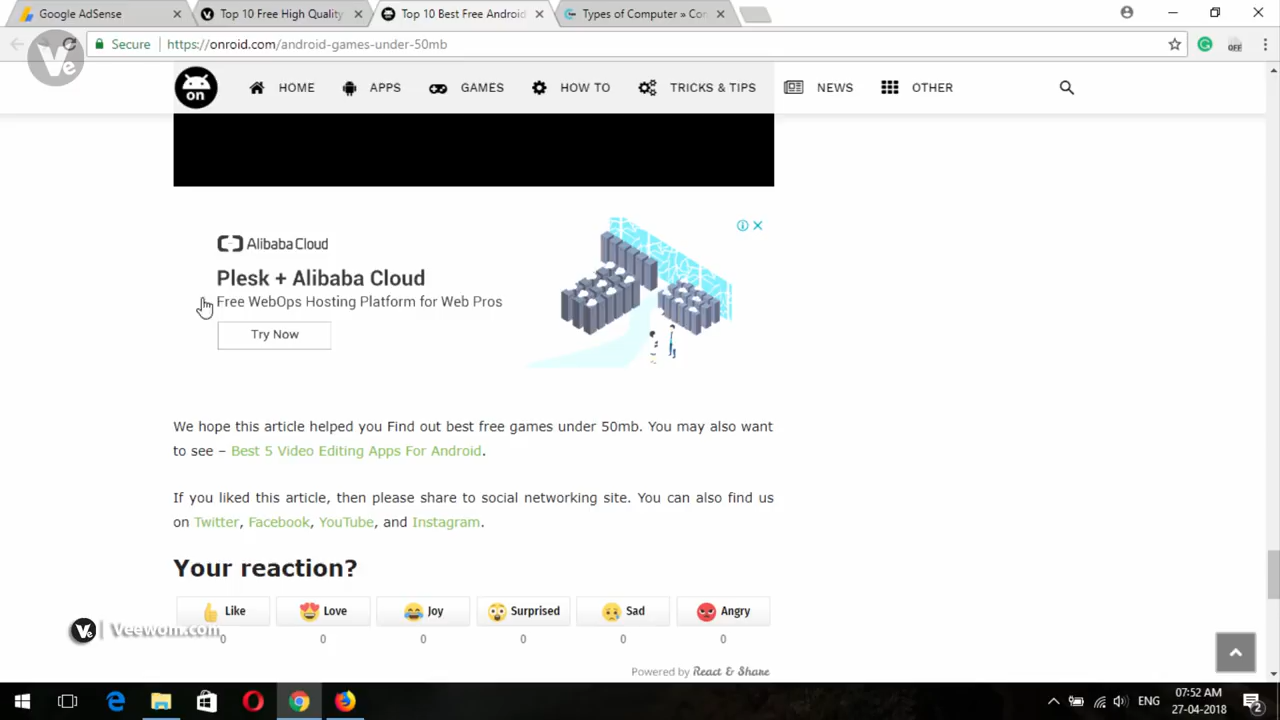 Google AdSense
Top 10 Free High Quality
Top 10 Best Free Android
Types of Computer » Con
Secure
https://onroid.com/android-games-under-50mb
OFF
Ve
on
HOME
APPS
GAMES
HOW TO
TRICKS & TIPS
NEWS
OTHER
Alibaba Cloud
Plesk + Alibaba Cloud
Free WebOps Hosting Platform for Web Pros
Try Now
We hope this article helped you Find out best free games under 50mb. You may also want
to see – Best 5 Video Editing Apps For Android.
If you liked this article, then please share to social networking site. You can also find us
on Twitter, Facebook, YouTube, and Instagram.
Your reaction?
Like
Love
Joy
Surprised
Sad
Angry
Ve Veewom.com
0
0
0
0
0
0
Powered by React & Share
ENG
07:52 AM
27-04-2018
2